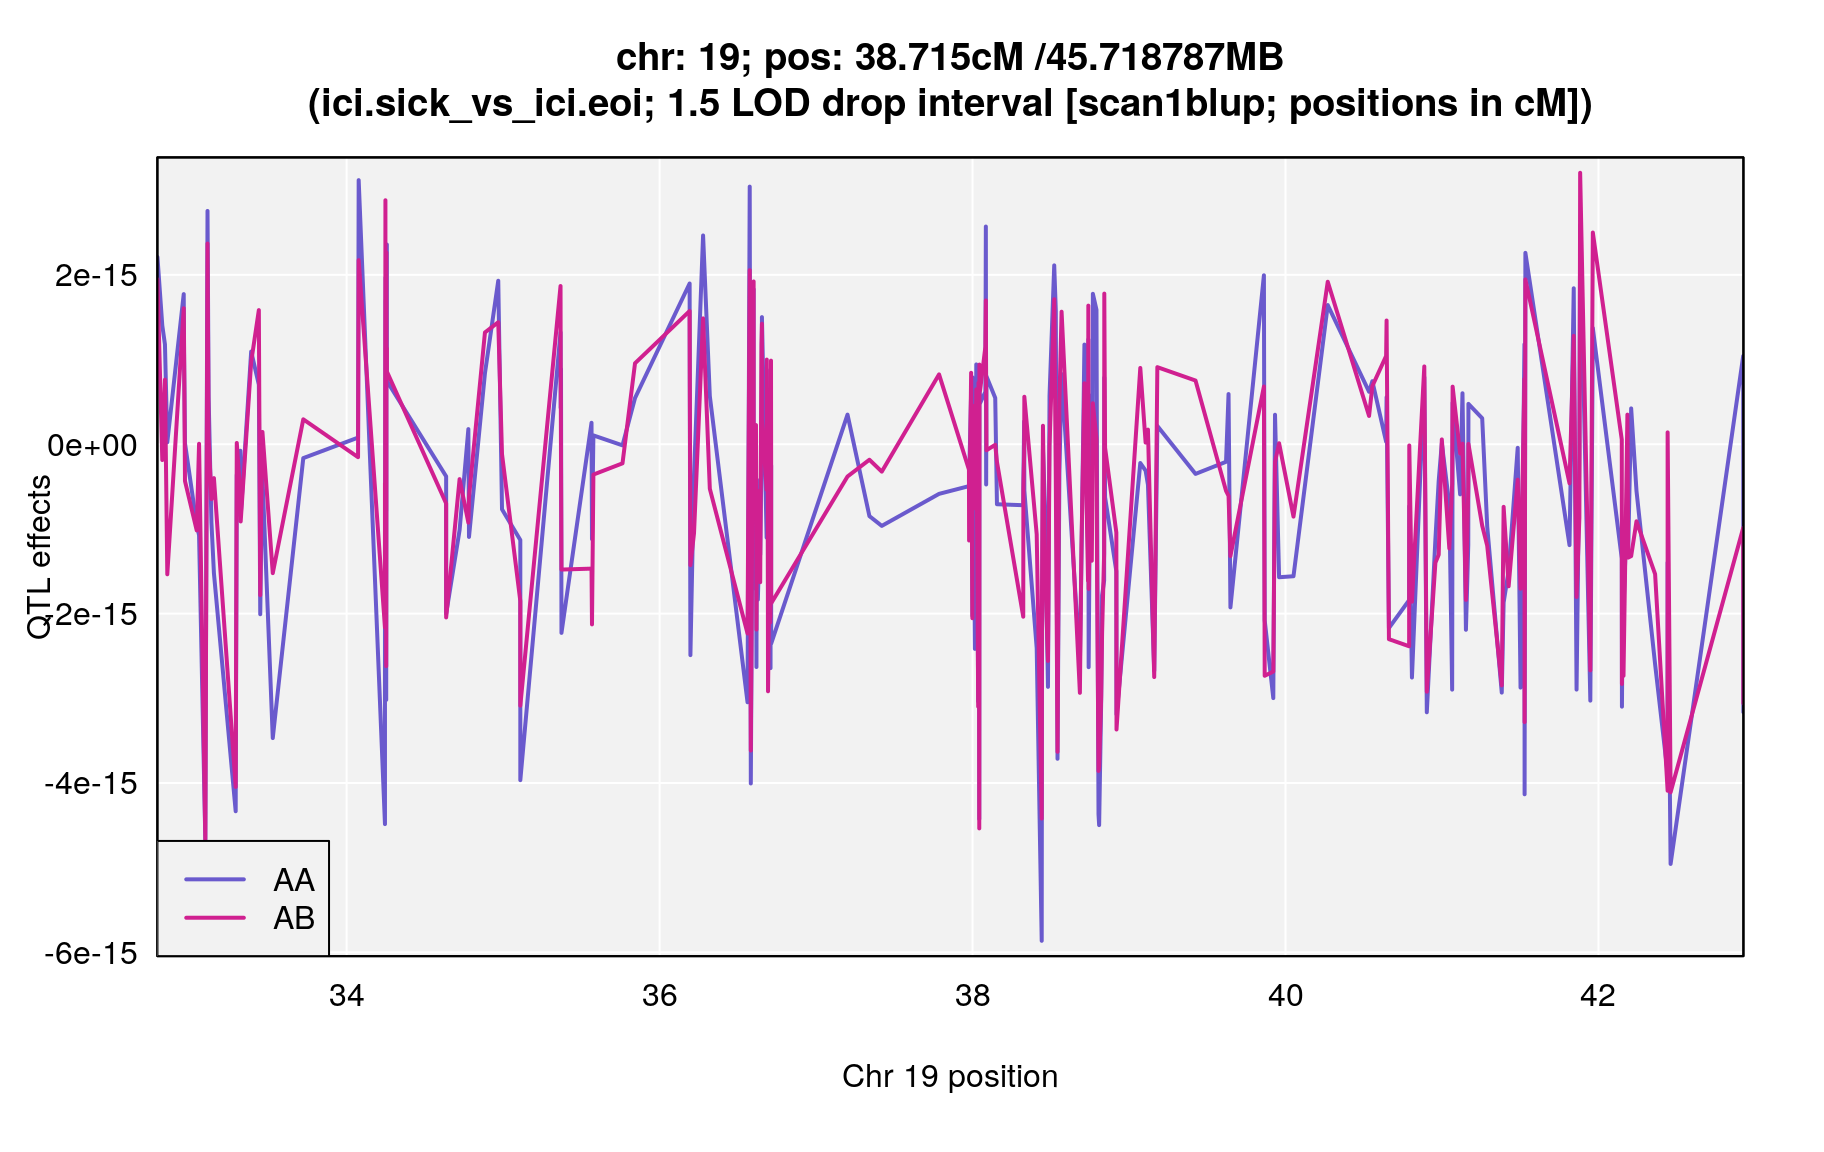 chr: 19; pos: 38.715cM /45.718787MB
(ici.sick_vs_ici.eoi; 1.5 LOD drop interval [scan1blup; positions in cM])
QTL effects
2e-15
0e+00
-2e-15
-4e-15
-6e-15
AA
AB
34
36
38
40
42
Chr 19 position